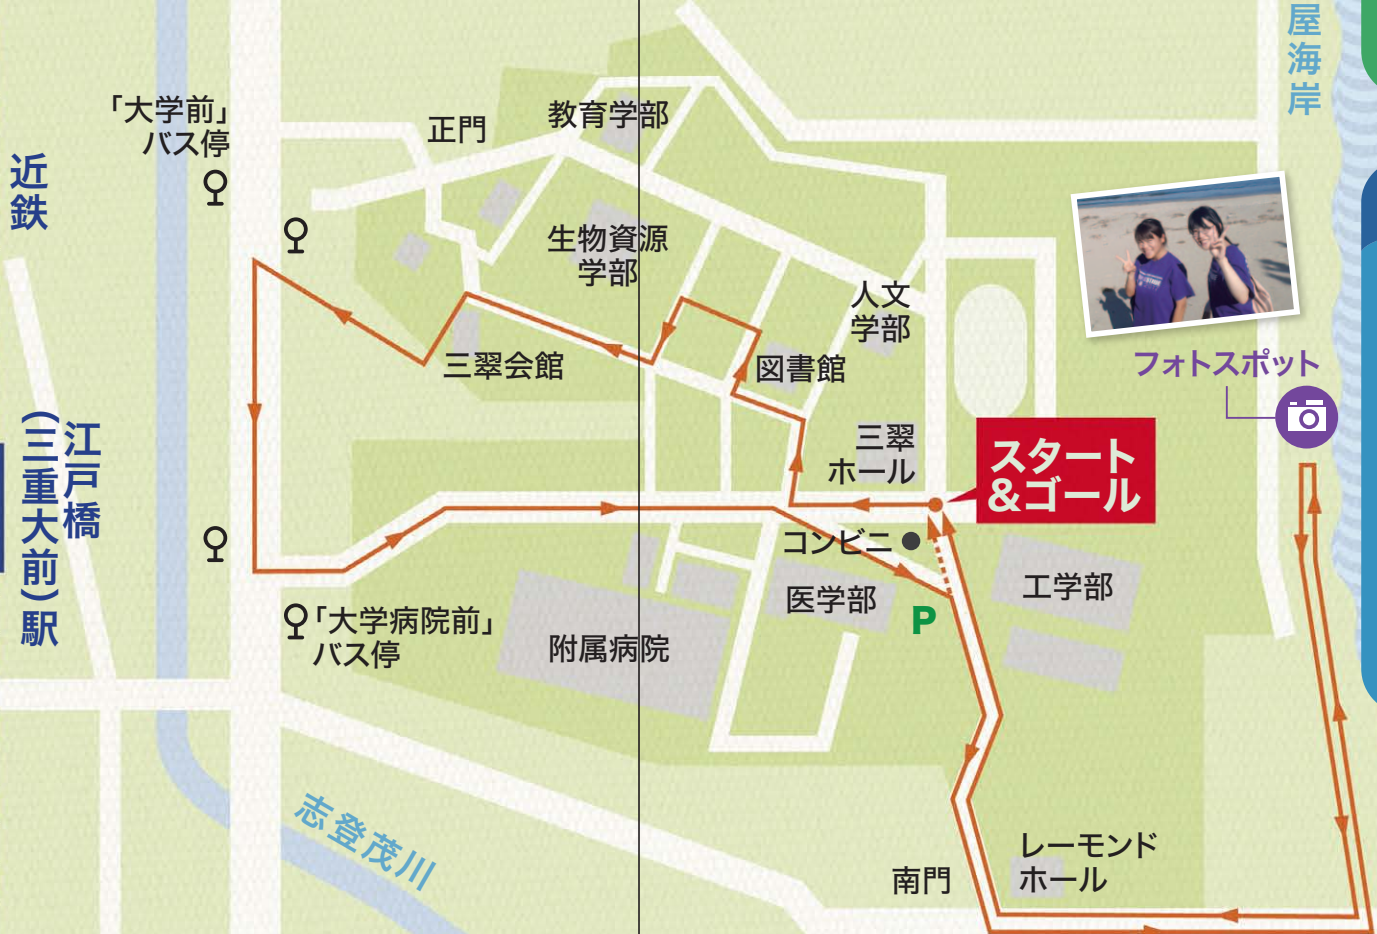 「大学前」
バス停
正門
教育学部
屋海岸
近鉄
生物資源
学部
人文
学部
三翠会館
図書館
フォトスポット
三翠
ホール
スタート
&ゴール
江戸橋
(三重大前)駅
コンビニ
医学部
工学部
P
「大学病院前」
バス停
附属病院
志登茂川
南門
レーモンド
ホール